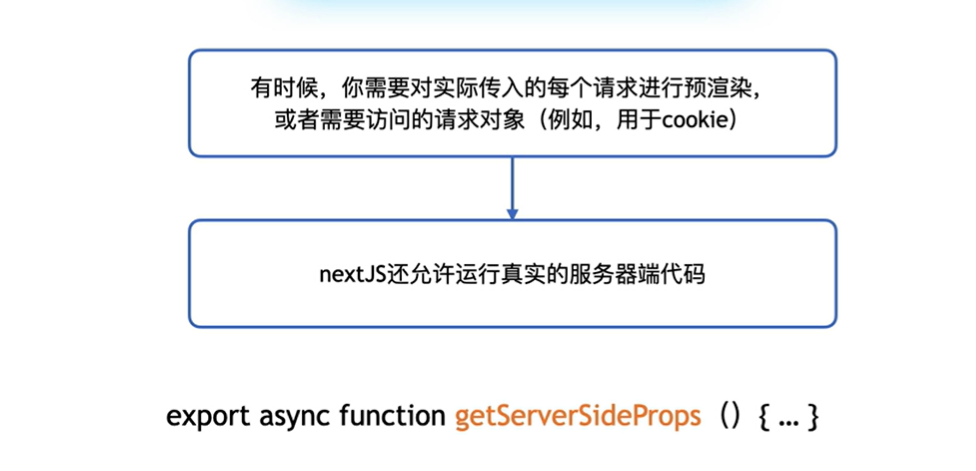 有时候，你需要对实际传入的每个请求进行预渲染，
或者需要访问的请求对象（例如，用于cookie）
nextJS还允许运行真实的服务器端代码
export async function getServerSideProps（）{ ... }